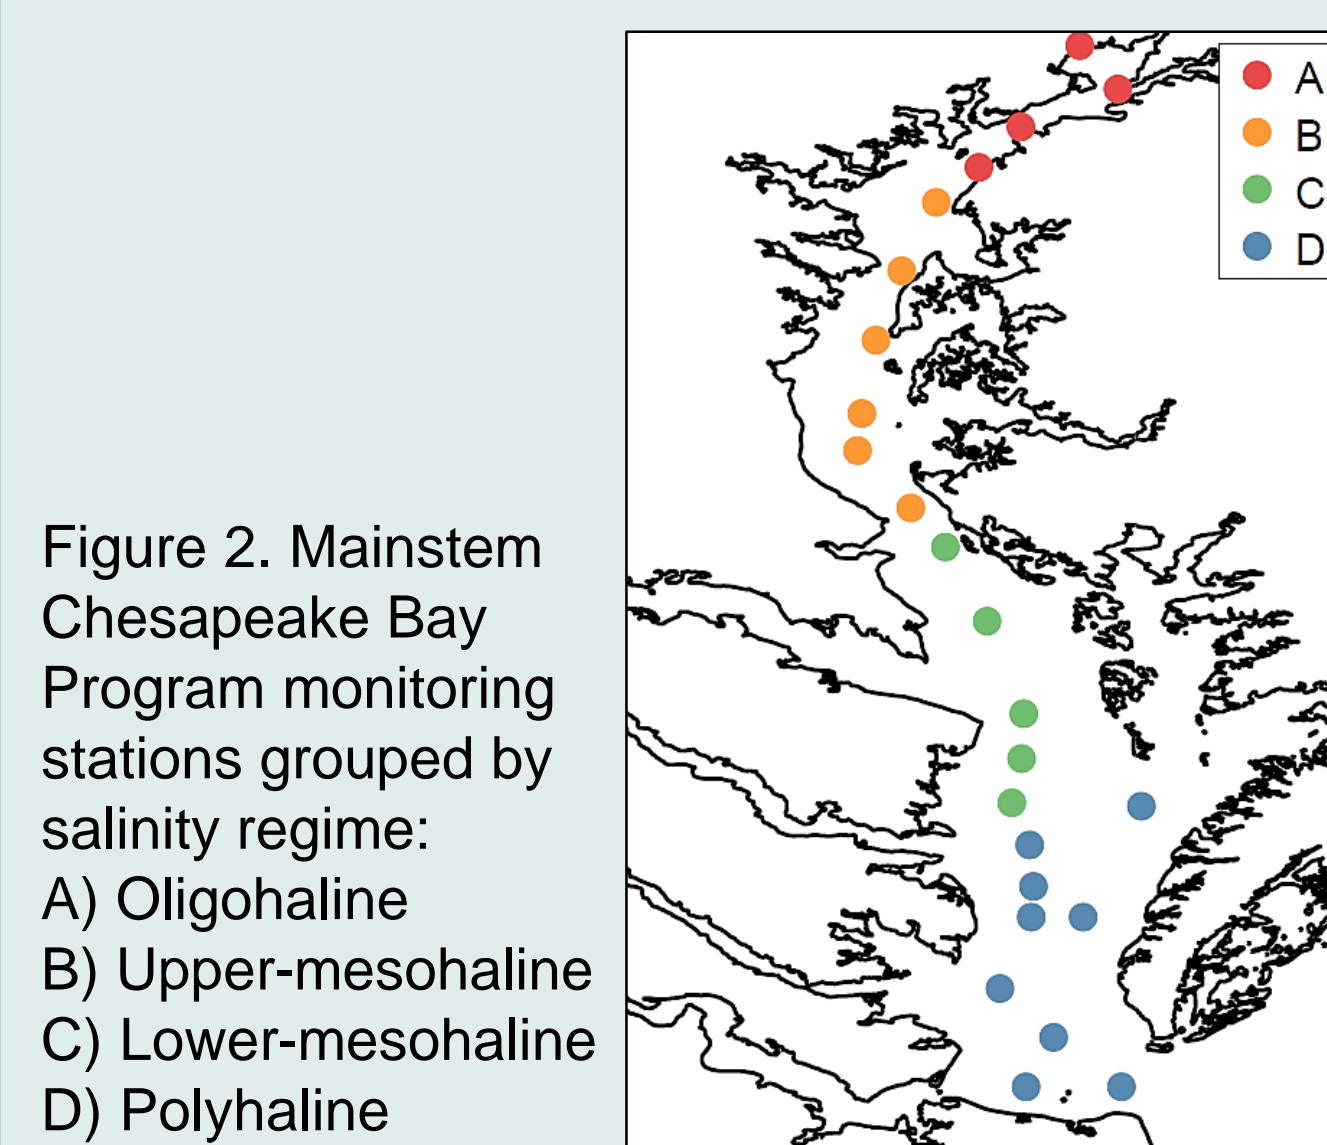 Figure 2. Mainstem
Chesapeake Bay
Program monitoring
stations grouped by
salinity regime:
A) Oligohaline
B) Upper-mesohaline
C) Lower-mesohaline
D) Polyhaline
A
B
C
D